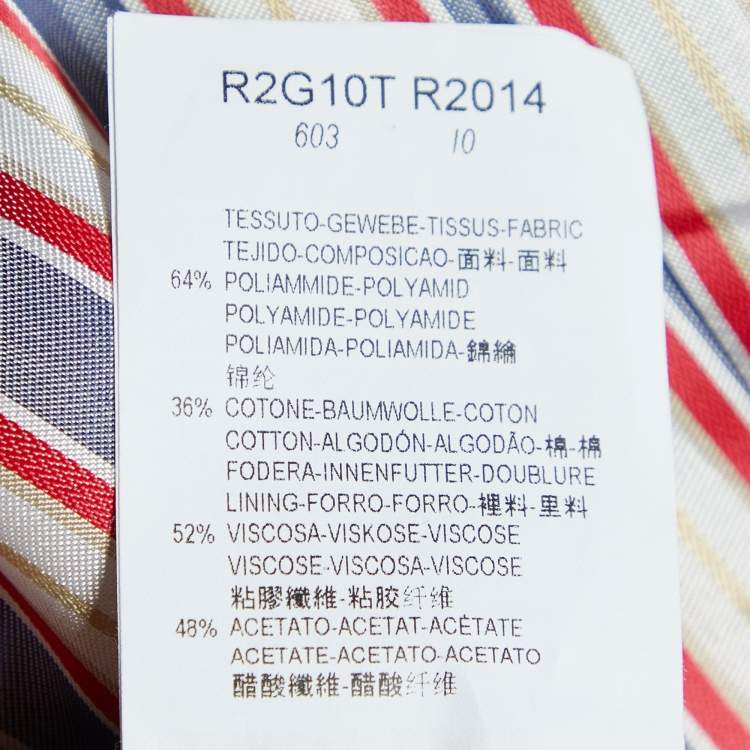 R2G10T R2014
603 10
TESSUTO-GEWEBE-TISSUS-FABRIC
TEJIDO-COMPOSICAO-面料-面料
64% POLIAMMIDE-POLYAMID
POLYAMIDE-POLYAMIDE
POLIAMIDA-POLIAMIDA-錦綸
锦纶
36% COTONE-BAUMWOLLE-COTON
COTTON-ALGODÓN-ALGODÃO-棉-棉
FODERA-INNENFUTTER-DOUBLURE
LINING-FORRO-FORRO-裡料-里料
52% VISCOSA-VISKOSE-VISCOSE
VISCOSE-VISCOSA-VISCOSE
粘膠纖維-粘胶纤维
48% ACETATO-ACETAT-ACÉTATE
ACETATE-ACETATO-ACETATO
醋酸纖維-醋酸纤维